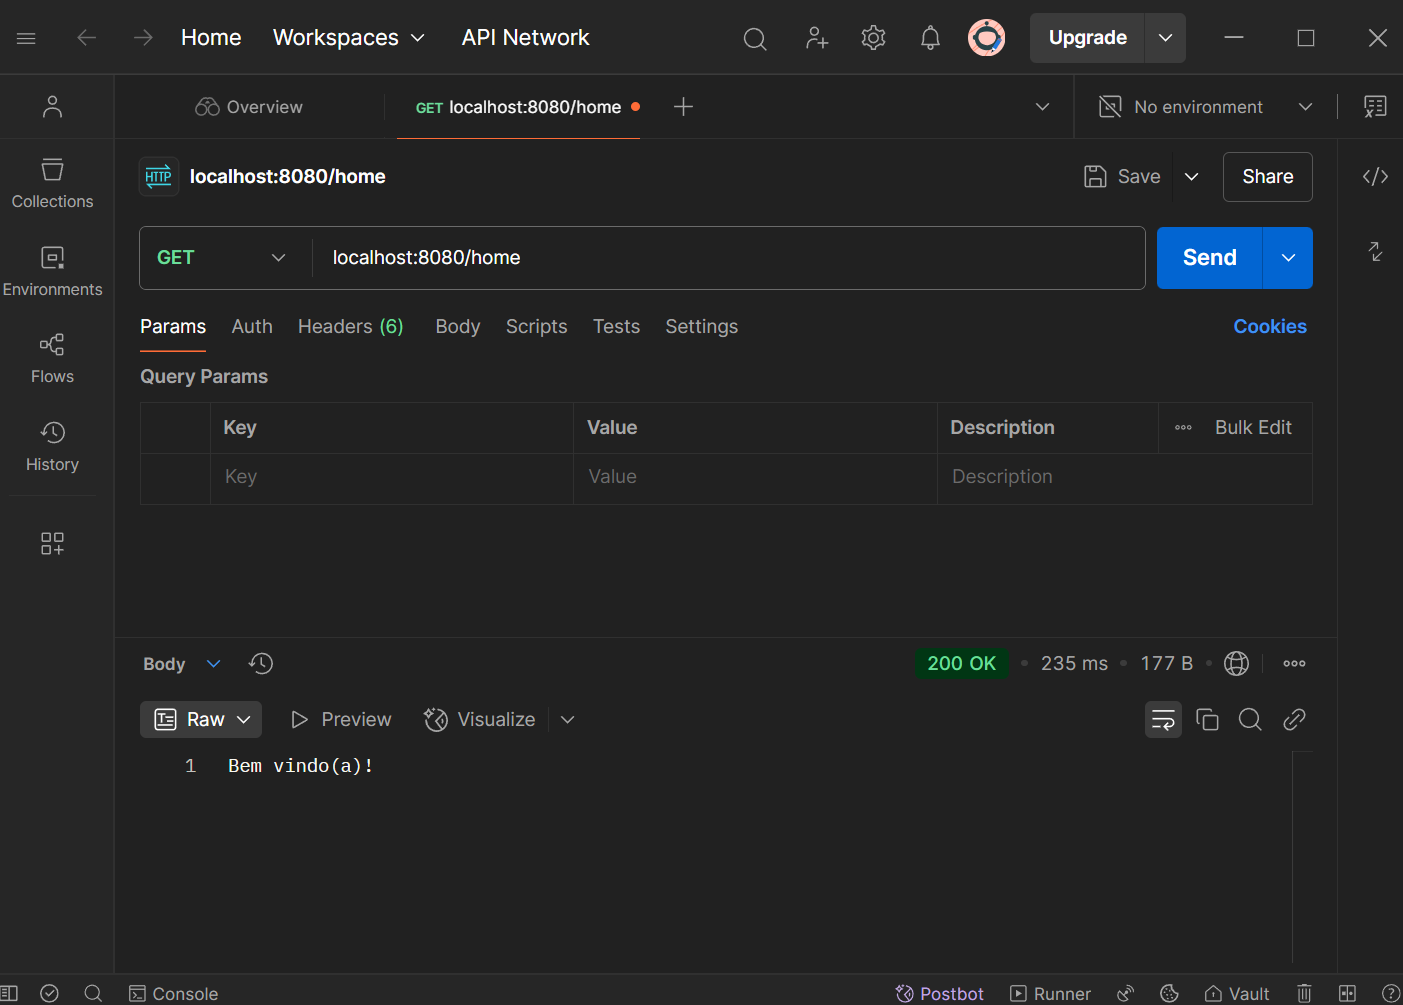 Home Workspaces API Network Upgrade
Overview GET localhost:8080/home No environment
HTTP localhost:8080/home Save Share
Collections
GET localhost:8080/home Send
Environments
Params Auth Headers (6) Body Scripts Tests Settings Cookies
Flows
Query Params
Key Value Description Bulk Edit
History
Key Value Description
Body 200 OK 235 ms 177 B
Raw Preview Visualize
1 Bem vindo(a)!
Console Postbot Runner Vault